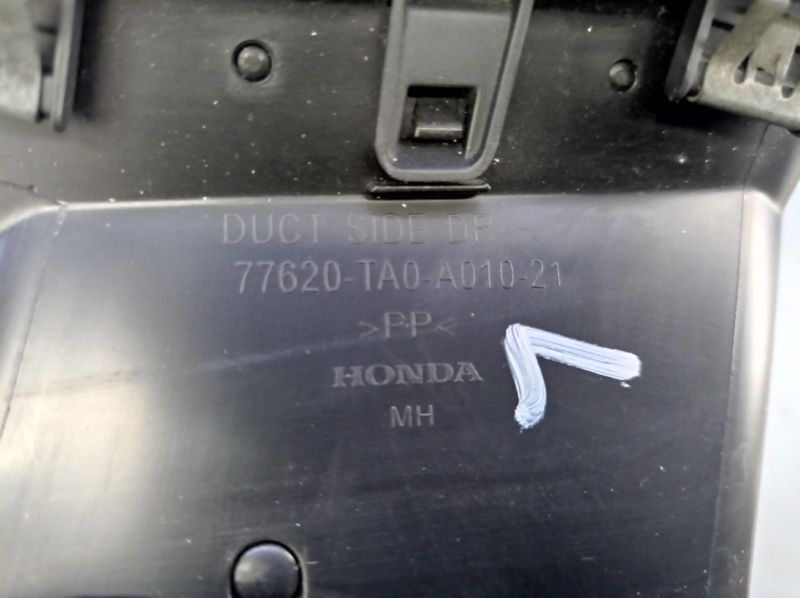 DUCT SIDE DR
77620-TA0-A010-21
>PP<
HONDA
MH